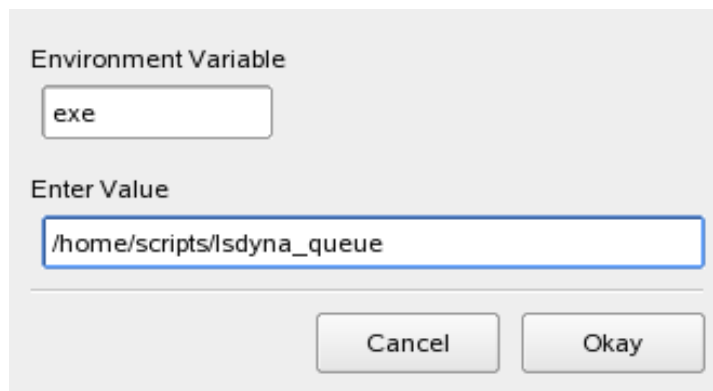 Environment Variable
exe
Enter Value
/home/scripts/lsdyna_queue
Cancel
Okay